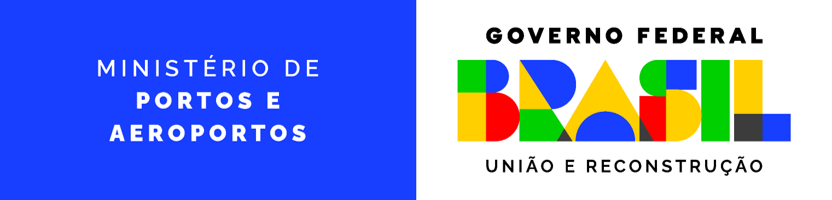 MINISTÉRIO DE
PORTOS E
AEROPORTOS
GOVERNO FEDERAL
BRASIL
UNIÃO E RECONSTRUÇÃO